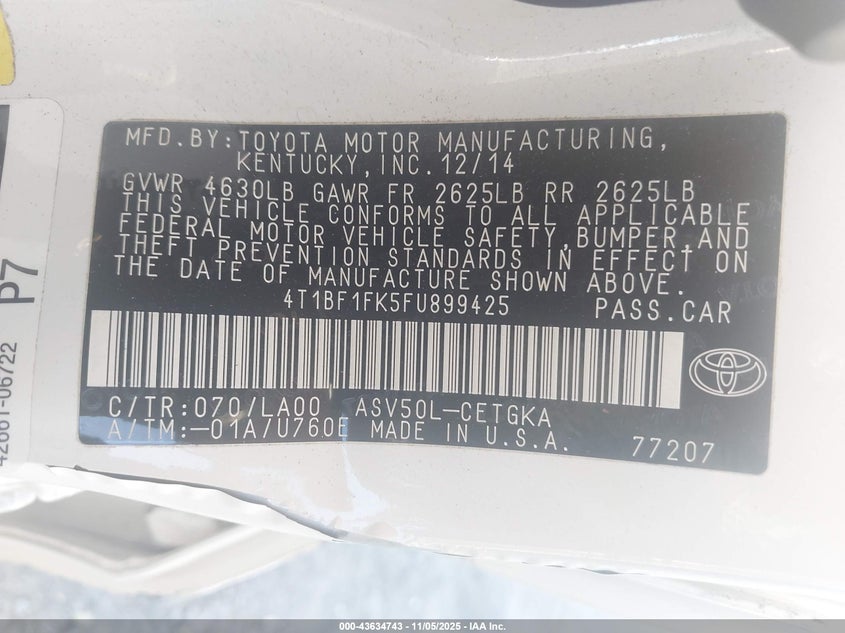 MFD. BY: TOYOTA MOTOR MANUFACTURING,
KENTUCKY, INC. 12/14
GVWR 4630LB GAWR FR 2625LB RR 2625LB
THIS VEHICLE CONFORMS TO ALL APPLICABLE
FEDERAL MOTOR VEHICLE SAFETY, BUMPER, AND
THEFT PREVENTION STANDARDS IN EFFECT ON
THE DATE OF MANUFACTURE SHOWN ABOVE.
4T1BF1FK5FU899425 PASS.CAR
C/TR:070/LA00 ASV50L-CETGKA
A/TM:-01A/U760E MADE IN U.S.A. 77207
P7
42661-06722
000-43634743 - 11/05/2025 - IAA Inc.